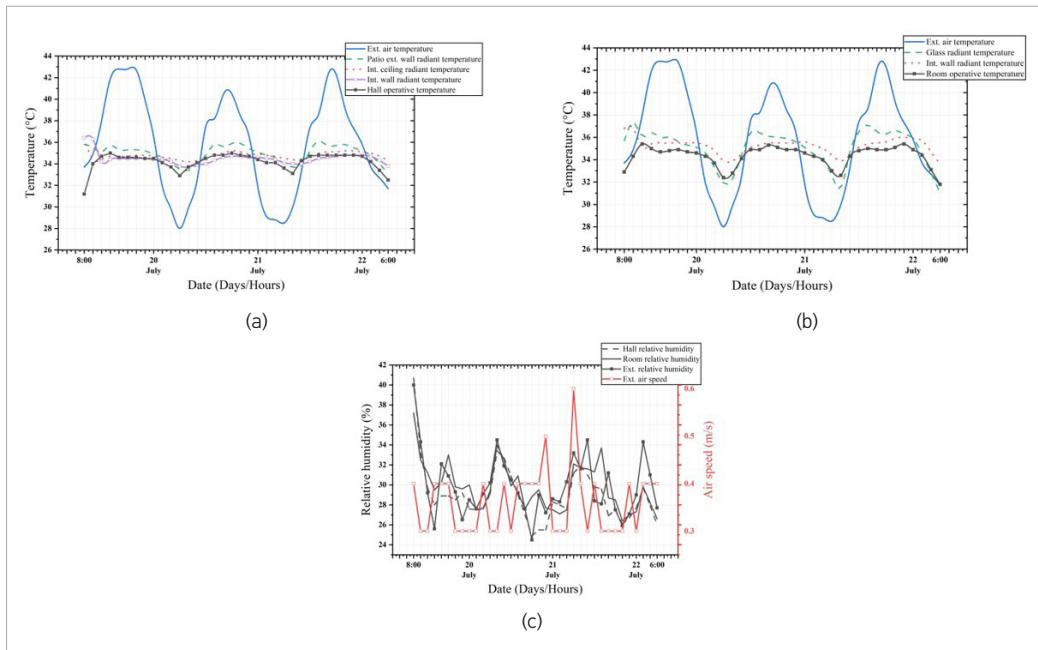 44
42
40
38
36
34
32
30
28
26
Temperature (°C)
Ext. air temperature
Patio ext. wall radiant temperature
Int. ceiling radiant temperature
Int. wall radiant temperature
Hall operative temperature
8:00
20
July
21
July
22
July
6:00
Date (Days/Hours)
(a)
44
42
40
38
36
34
32
30
28
26
Temperature (°C)
Ext. air temperature
Glass radiant temperature
Int. wall radiant temperature
Room operative temperature
8:00
20
July
21
July
22
July
6:00
Date (Days/Hours)
(b)
42
40
38
36
34
32
30
28
26
24
Relative humidity (%)
Hall relative humidity
Room relative humidity
Ext. relative humidity
Ext. air speed
0.6
0.5
0.4
0.3
Air speed (m/s)
8:00
20
July
21
July
22
July
6:00
Date (Days/Hours)
(c)